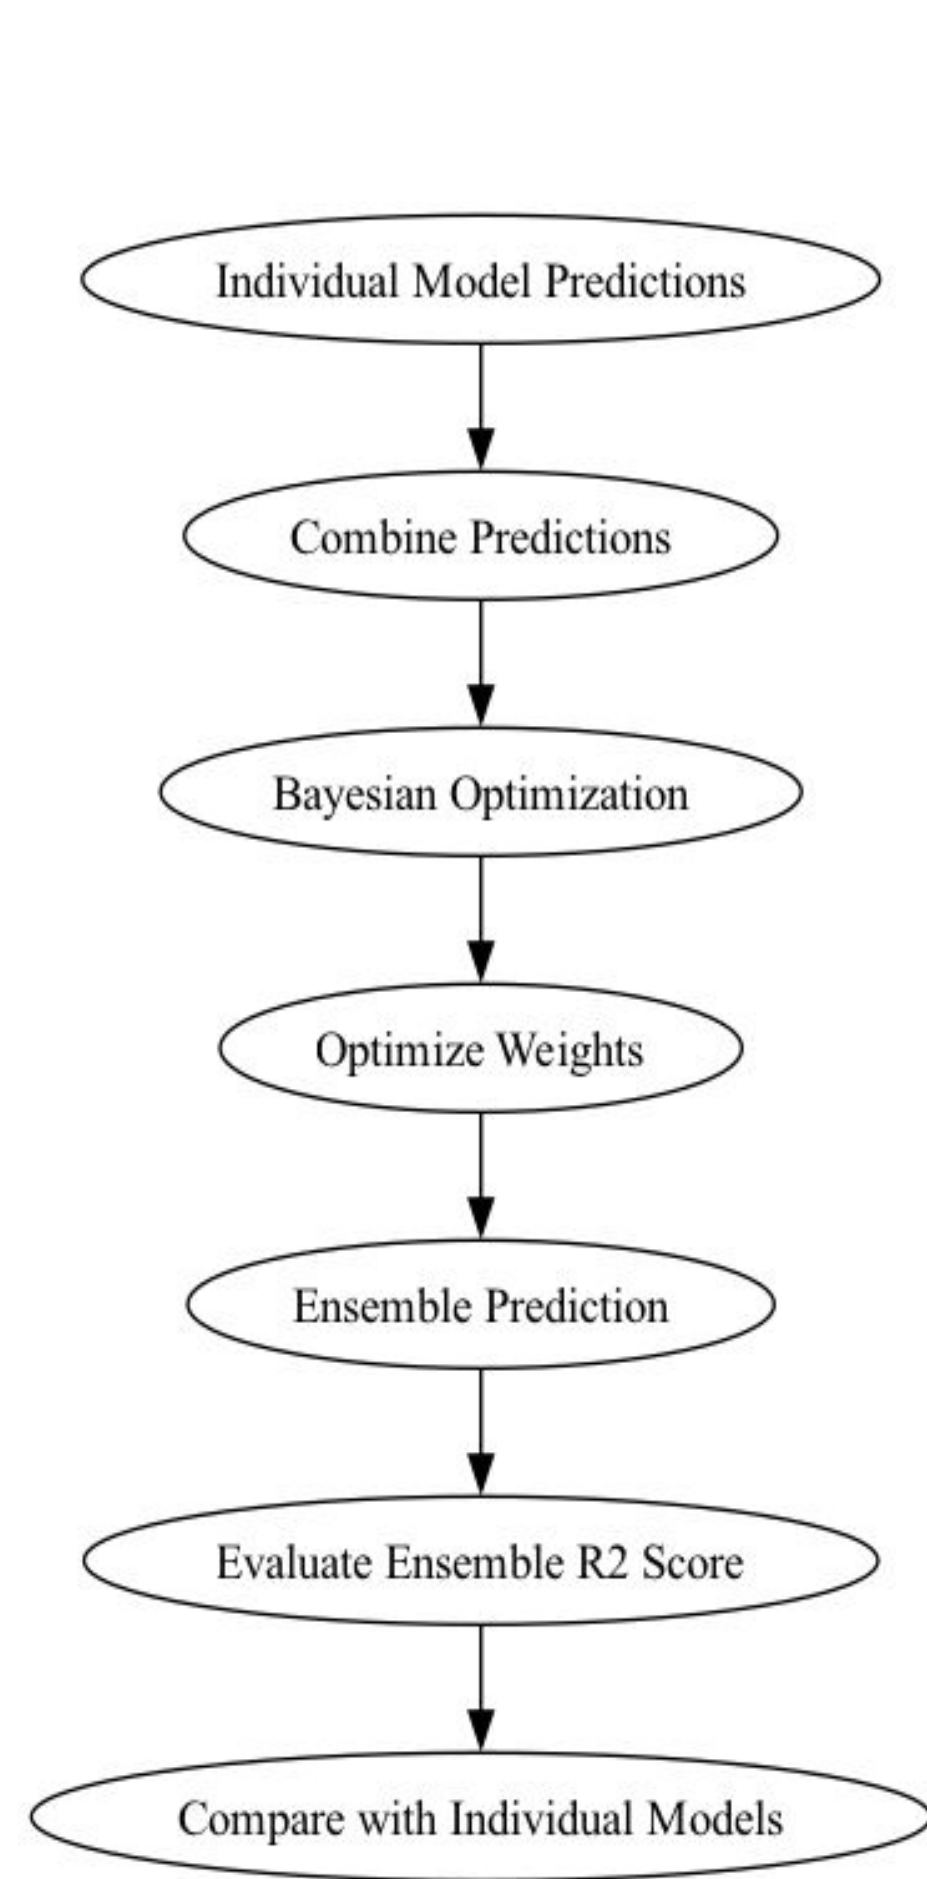 Individual Model Predictions
Combine Predictions
Bayesian Optimization
Optimize Weights
Ensemble Prediction
Evaluate Ensemble R2 Score
Compare with Individual Models